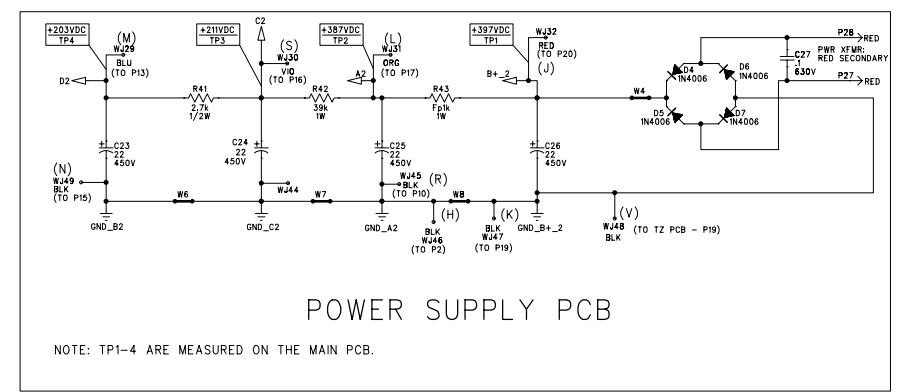 +203VDC
TP4
(M)
WJ29
BLU
(TO P13)
D2
+211VDC
TP3
C2
(S)
WJ30
VIO
(TO P16)
+387VDC
TP2
(L)
WJ31
ORG
(TO P17)
A2
+397VDC
TP1
WJ32
RED
(TO P20)
B+_2
(J)
P28
RED
C27
.1
630V
PWR XFMR:
RED SECONDARY
P27
RED
D4
1N4006
D6
1N4006
D5
1N4006
D7
1N4006
W4
R41
2.7k
1/2W
R42
39k
1W
R43
Fp1k
1W
C23
22
450V
C24
22
450V
C25
22
450V
C26
22
450V
(N)
WJ49
BLK
(TO P15)
WJ44
WJ45
BLK
(TO P10)
(R)
W6
W7
W8
GND_B2
GND_C2
GND_A2
(H)
BLK
WJ46
(TO P2)
(K)
BLK
WJ47
(TO P19)
GND_B+_2
(V)
WJ48
BLK
(TO TZ PCB - P19)
POWER SUPPLY PCB
NOTE: TP1-4 ARE MEASURED ON THE MAIN PCB.